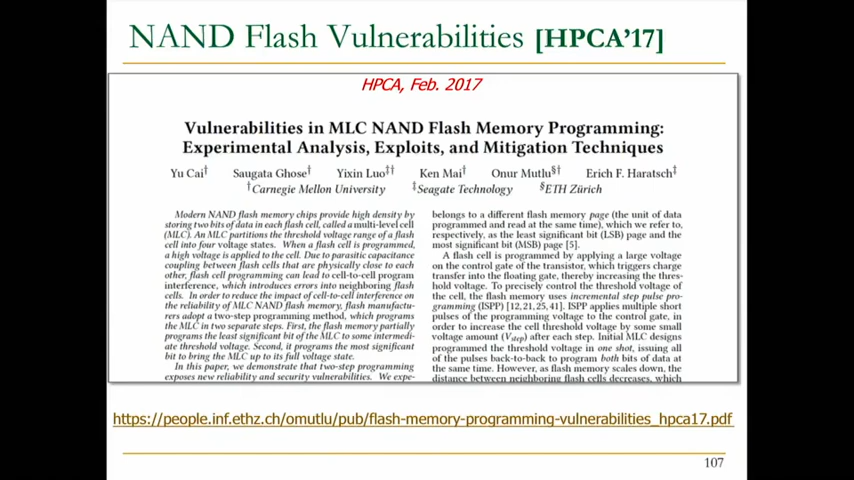 NAND Flash Vulnerabilities [HPCA’17]
HPCA, Feb. 2017
Vulnerabilities in MLC NAND Flash Memory Programming:
Experimental Analysis, Exploits, and Mitigation Techniques
Yu Cai† Saugata Ghose† Yixin Luo‡† Ken Mai† Onur Mutlu§† Erich F. Haratsch‡
†Carnegie Mellon University ‡Seagate Technology §ETH Zürich
Modern NAND flash memory chips provide high density by
storing two bits of data in each flash cell, called a multi-level cell
(MLC). An MLC partitions the threshold voltage range of a flash
cell into four voltage states. When a flash cell is programmed,
a high voltage is applied to the cell. Due to parasitic capacitance
coupling between flash cells that are physically close to each
other, flash cell programming can lead to cell-to-cell program
interference, which introduces errors into neighboring flash
cells. In order to reduce the impact of cell-to-cell interference on
the reliability of MLC NAND flash memory, flash manufactu-
rers adopt a two-step programming method, which programs
the MLC in two separate steps. First, the flash memory partially
programs the least significant bit of the MLC to some intermedi-
ate threshold voltage. Second, it programs the most significant
bit to bring the MLC up to its full voltage state.
In this paper, we demonstrate that two-step programming
exposes new reliability and security vulnerabilities. We expe-
belongs to a different flash memory page (the unit of data
programmed and read at the same time), which we refer to,
respectively, as the least significant bit (LSB) page and the
most significant bit (MSB) page [5].
A flash cell is programmed by applying a large voltage
on the control gate of the transistor, which triggers charge
transfer into the floating gate, thereby increasing the thres-
hold voltage. To precisely control the threshold voltage of
the cell, the flash memory uses incremental step pulse pro-
gramming (ISPP) [12,21,25,41]. ISPP applies multiple short
pulses of the programming voltage to the control gate, in
order to increase the cell threshold voltage by some small
voltage amount (Vstep) after each step. Initial MLC designs
programmed the threshold voltage in one shot, issuing all
of the pulses back-to-back to program both bits of data at
the same time. However, as flash memory scales down, the
distance between neighboring flash cells decreases, which
https://people.inf.ethz.ch/omutlu/pub/flash-memory-programming-vulnerabilities_hpca17.pdf
107